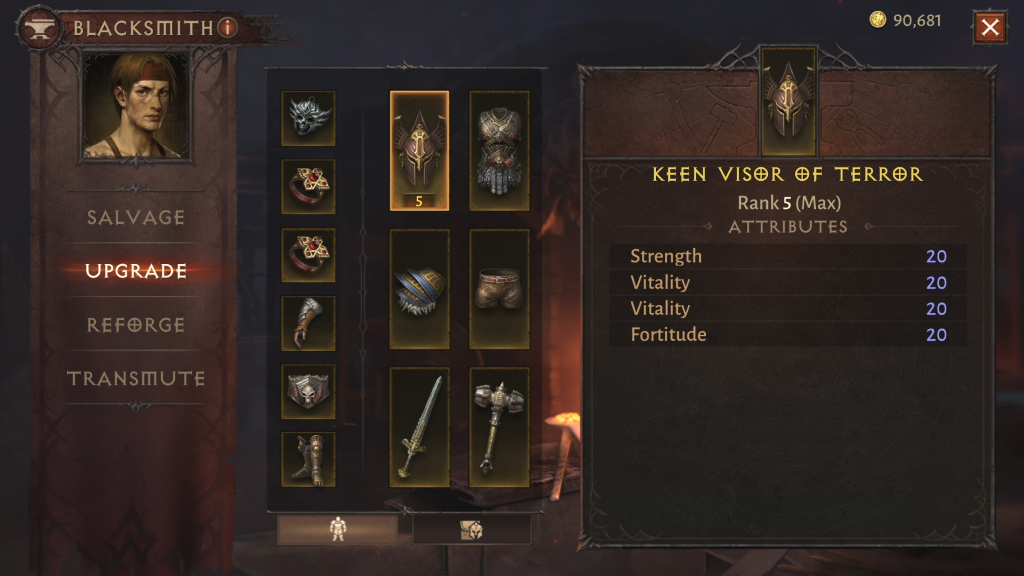 BLACKSMITH
90,681
SALVAGE
UPGRADE
REFORGE
TRANSMUTE
5
KEEN VISOR OF TERROR
Rank 5 (Max)
ATTRIBUTES
Strength 20
Vitality 20
Vitality 20
Fortitude 20